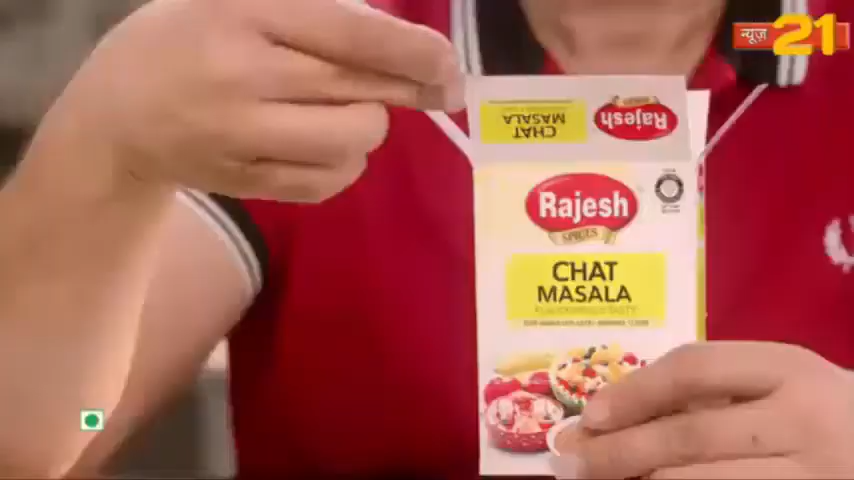 न्यूज़ 21
CHAT
MASALA
Rajesh
Rajesh
SPICES
CHAT
MASALA